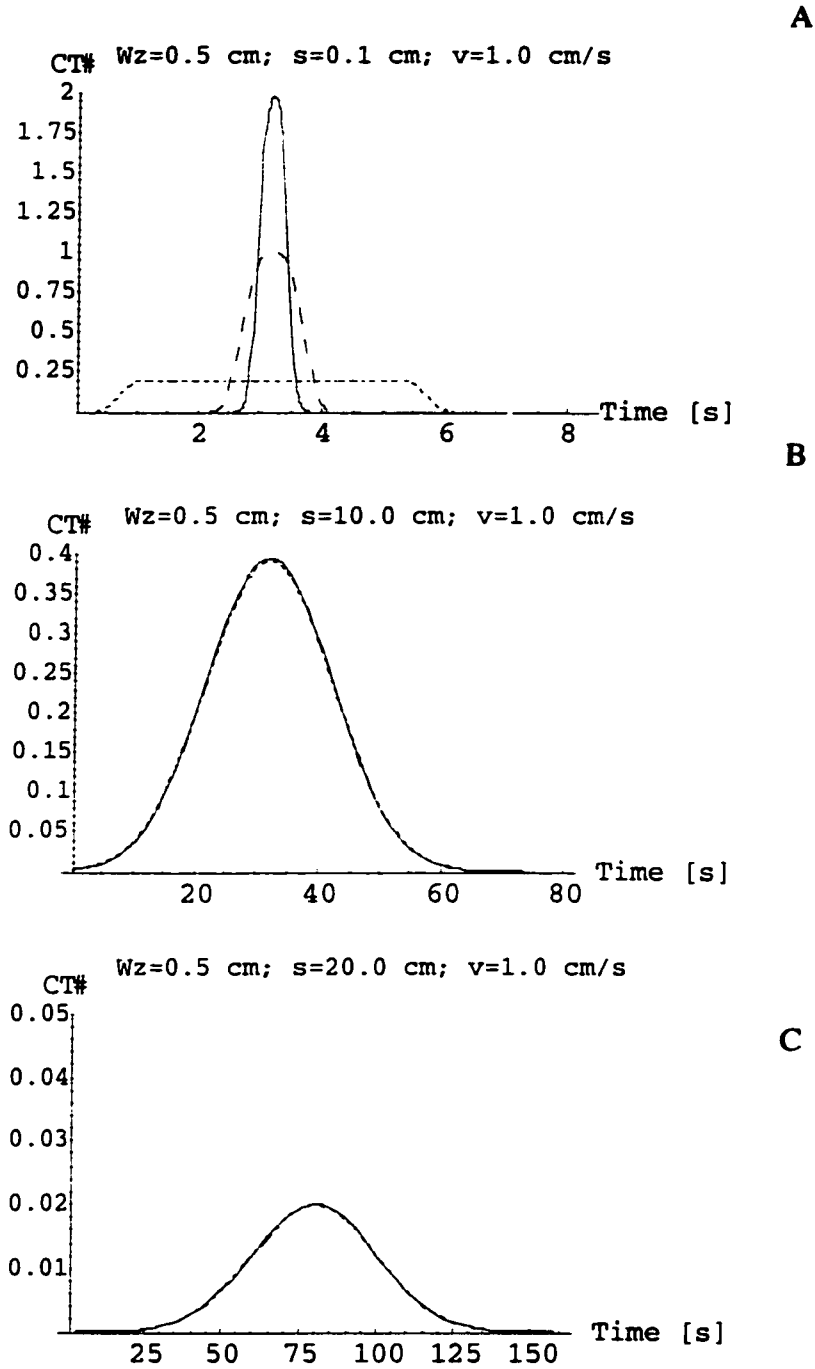 A
Wz=0.5 cm; s=0.1 cm; v=1.0 cm/s
CT#
2
1.75
1.5
1.25
1
0.75
0.5
0.25
2 4 6 8 Time [s]
B
Wz=0.5 cm; s=10.0 cm; v=1.0 cm/s
CT#
0.4
0.35
0.3
0.25
0.2
0.15
0.1
0.05
20 40 60 80 Time [s]
Wz=0.5 cm; s=20.0 cm; v=1.0 cm/s
CT#
0.05
C
0.04
0.03
0.02
0.01
25 50 75 100 125 150 Time [s]